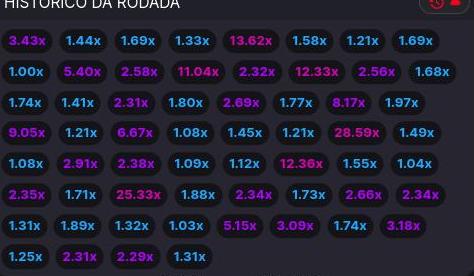 HISTÓRICO DA RODADA
3.43x 1.44x 1.69x 1.33x 13.62x 1.58x 1.21x 1.69x
1.00x 5.40x 2.58x 11.04x 2.32x 12.33x 2.56x 1.68x
1.74x 1.41x 2.31x 1.80x 2.69x 1.77x 8.17x 1.97x
9.05x 1.21x 6.67x 1.08x 1.45x 1.21x 28.59x 1.49x
1.08x 2.91x 2.38x 1.09x 1.12x 12.36x 1.55x 1.04x
2.35x 1.71x 25.33x 1.88x 2.34x 1.73x 2.66x 2.34x
1.31x 1.89x 1.32x 1.03x 5.15x 3.09x 1.74x 3.18x
1.25x 2.31x 2.29x 1.31x